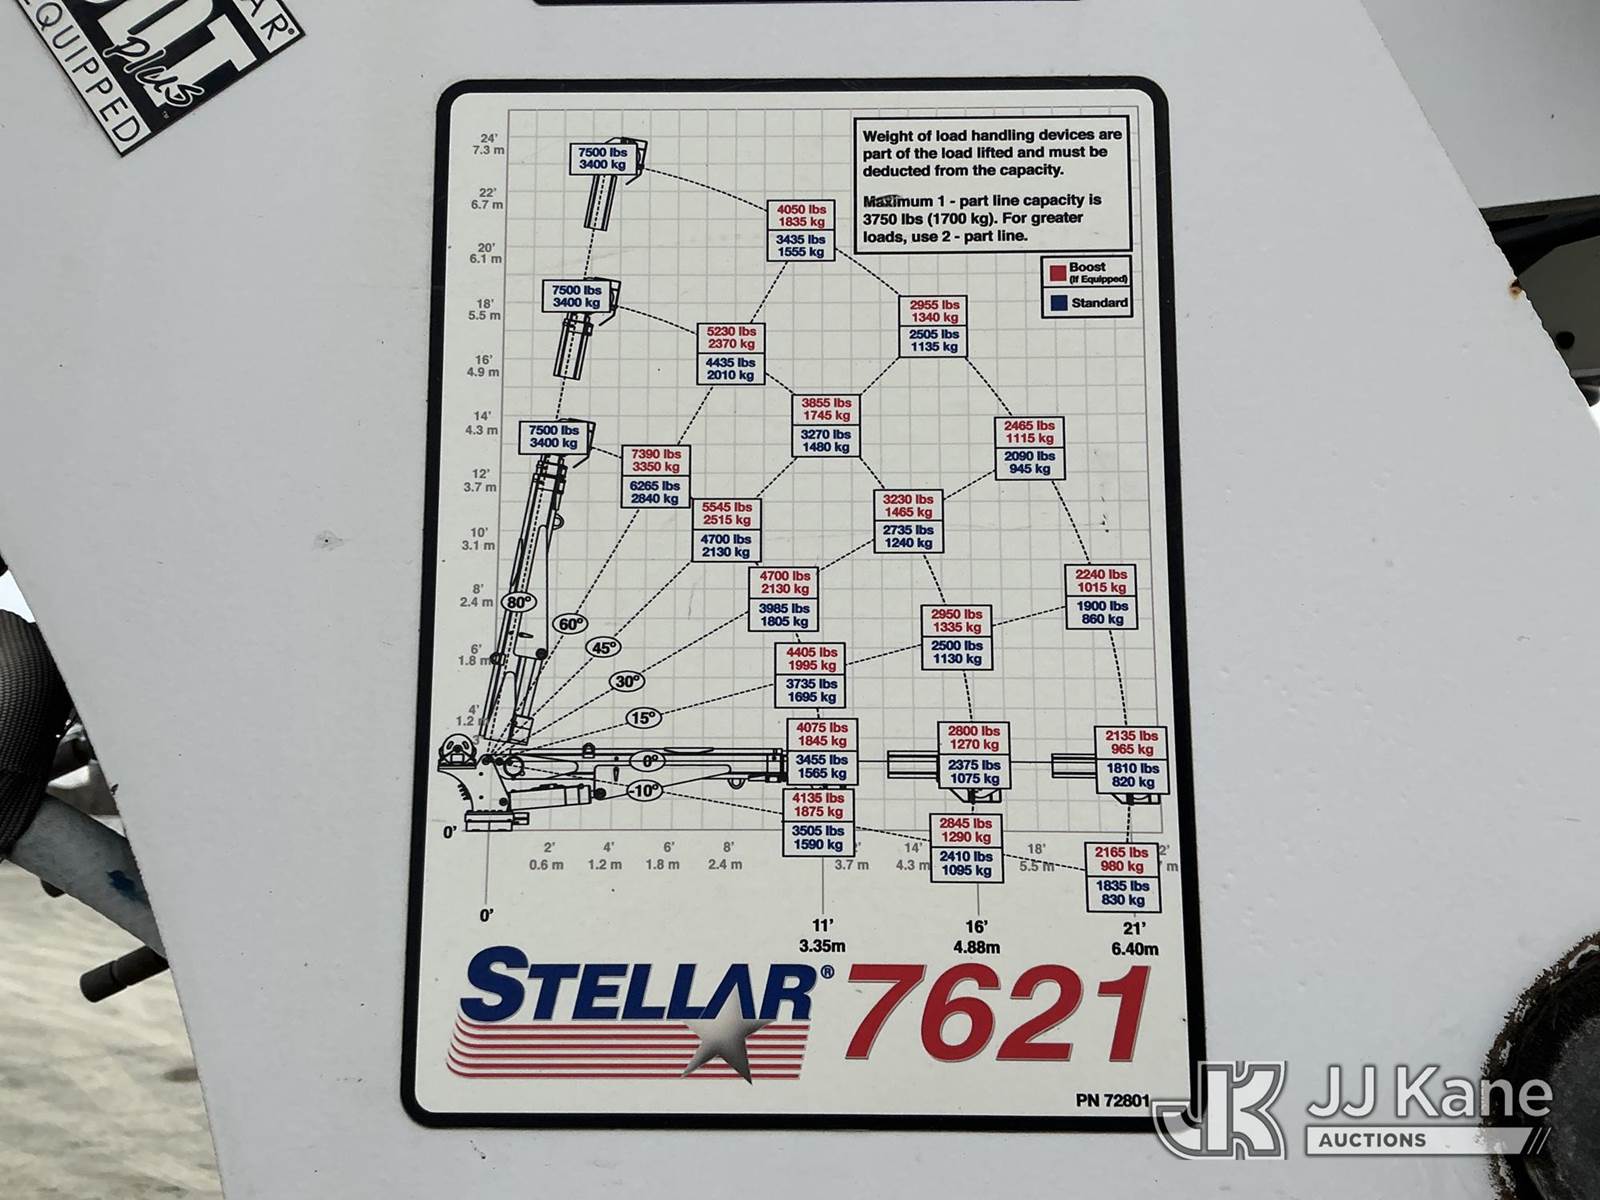 AR®
EQUIPPED
Plus
TM
24'
7.3 m
22'
6.7 m
20'
6.1 m
18'
5.5 m
16'
4.9 m
14'
4.3 m
12'
3.7 m
10'
3.1 m
8'
2.4 m
6'
1.8 m
4'
1.2 m
0'
Weight of load handling devices are
part of the load lifted and must be
deducted from the capacity.
Maximum 1 - part line capacity is
3750 lbs (1700 kg). For greater
loads, use 2 - part line.
Boost
(If Equipped)
Standard
7500 lbs
3400 kg
4050 lbs
1835 kg
3435 lbs
1555 kg
2955 lbs
1340 kg
2505 lbs
1135 kg
2465 lbs
1115 kg
2090 lbs
945 kg
2240 lbs
1015 kg
1900 lbs
860 kg
2135 lbs
965 kg
1810 lbs
820 kg
2165 lbs
980 kg
1835 lbs
830 kg
7500 lbs
3400 kg
5230 lbs
2370 kg
4435 lbs
2010 kg
3855 lbs
1745 kg
3270 lbs
1480 kg
3230 lbs
1465 kg
2735 lbs
1240 kg
2950 lbs
1335 kg
2500 lbs
1130 kg
2800 lbs
1270 kg
2375 lbs
1075 kg
2845 lbs
1290 kg
2410 lbs
1095 kg
7500 lbs
3400 kg
7390 lbs
3350 kg
6265 lbs
2840 kg
5545 lbs
2515 kg
4700 lbs
2130 kg
4700 lbs
2130 kg
3985 lbs
1805 kg
4405 lbs
1995 kg
3735 lbs
1695 kg
4075 lbs
1845 kg
3455 lbs
1565 kg
4135 lbs
1875 kg
3505 lbs
1590 kg
80°
60°
45°
30°
15°
0°
-10°
2' 4' 6' 8' 14' 18'
0.6 m 1.2 m 1.8 m 2.4 m 3.7 m 4.3 m 5.5 m
0' 11' 16' 21'
3.35m 4.88m 6.40m
STELLAR® 7621
PN 72801
JK JJ Kane
AUCTIONS